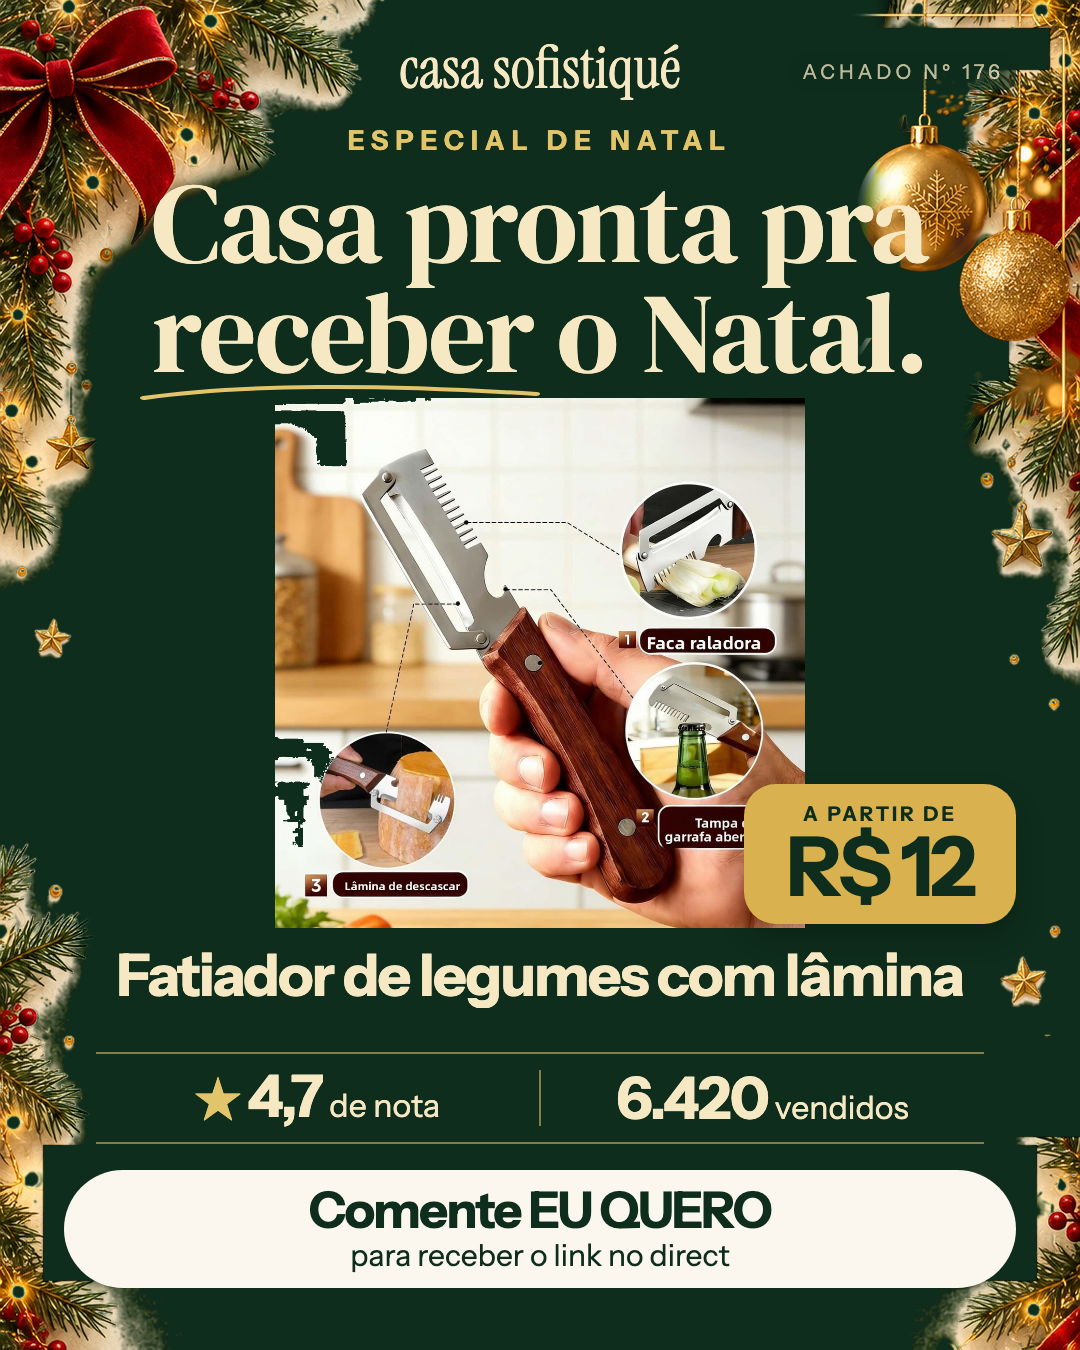 casa sofistiqué
ACHADO Nº 176
ESPECIAL DE NATAL
Casa pronta pra
receber o Natal.
1 Faca raladora
2 Tampa
garrafa
3 Lâmina de descascar
A PARTIR DE
R$ 12
Fatiador de legumes com lâmina
4,7 de nota
6.420 vendidos
Comente EU QUERO
para receber o link no direct